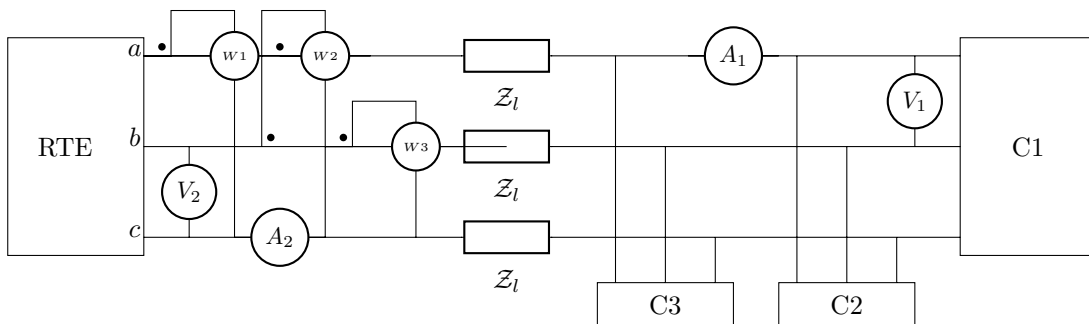 a W1 W2 A₁
𝒵ₗ
V₁
RTE b W3 C1
𝒵ₗ
V₂
c A₂
𝒵ₗ
C3 C2